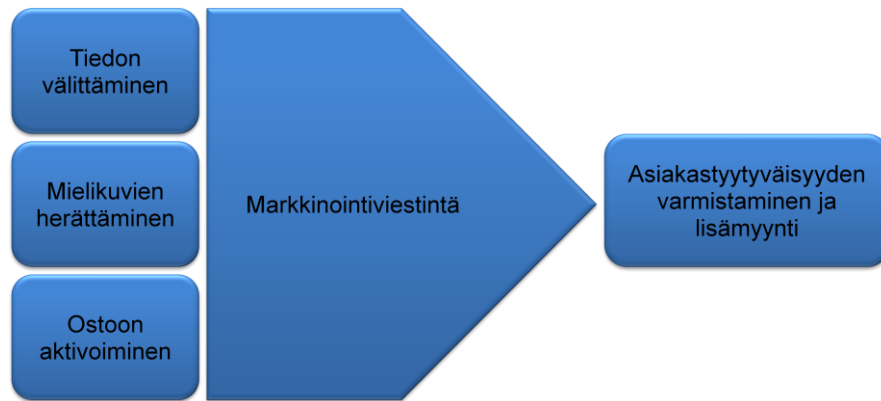 Tiedon
välittäminen
Mielikuvien
herättäminen
Ostoon
aktivoiminen
Markkinointiviestintä
Asiakastyytyväisyyden
varmistaminen ja
lisämyynti